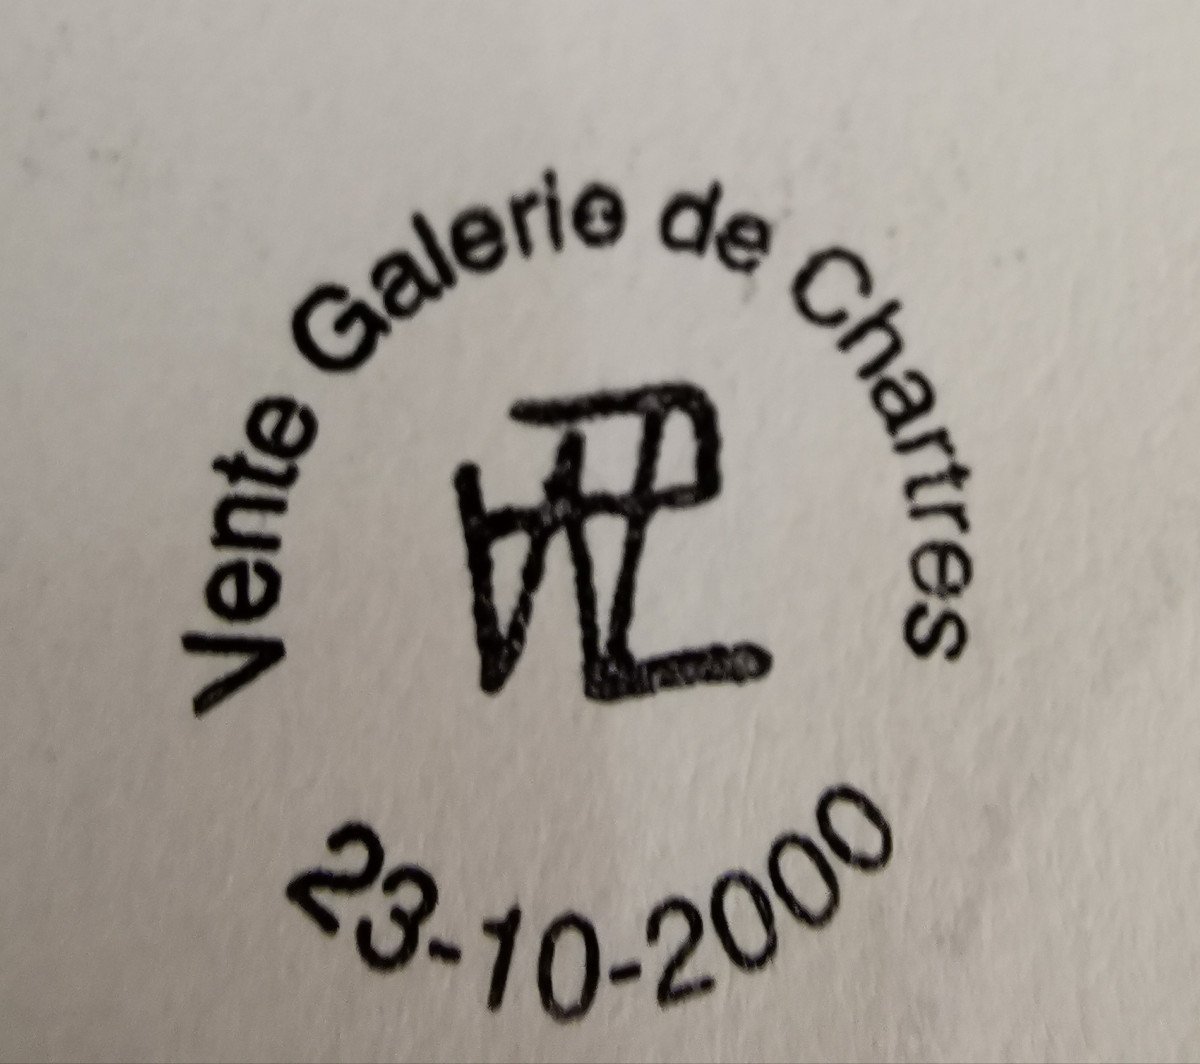 Vente Galerie de Chartres
23-10-2000